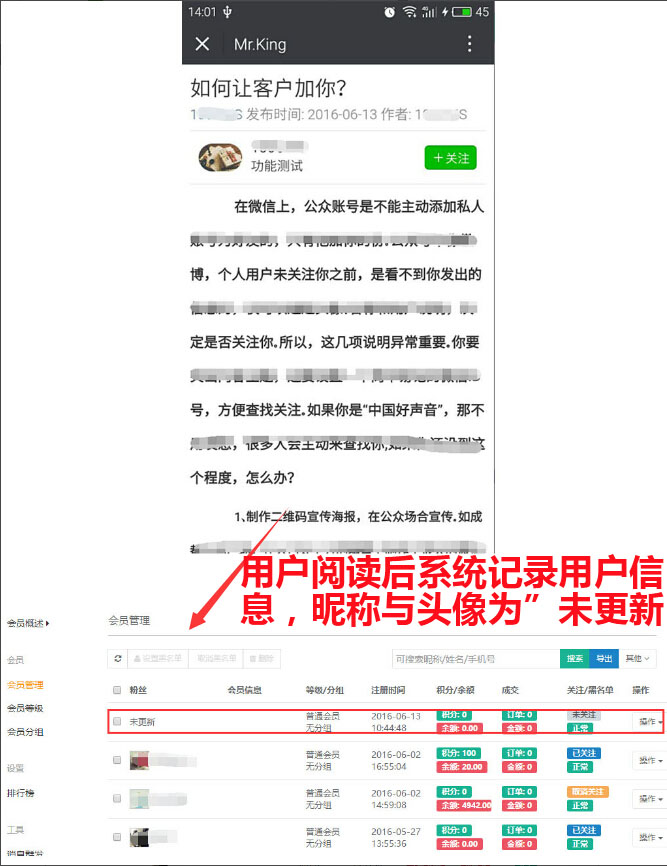 14:01
4G
45
Mr.King
如何让客户加你？
发布时间: 2016-06-13 作者:
功能测试
＋关注
在微信上，公众账号是不能主动添加私人
博，个人用户未关注你之前，是看不到你发出的
定是否关注你.所以，这几项说明异常重要.你要
号，方便查找关注.如果你是“中国好声音”，那不
很多人会主动来查找你,如果
个程度，怎么办？
1、制作二维码宣传海报，在公众场合宣传.如成
用户阅读后系统记录用户信
息，昵称与头像为”未更新
会员概述
会员管理
会员
会员管理
会员等级
会员分组
设置
排行榜
工具
消息群发
设置黑名单 取消黑名单 删除
可搜索昵称/姓名/手机号 搜索 导出 其他
粉丝 会员信息 等级/分组 注册时间 积分/余额 成交 关注/黑名单 操作
未更新 普通会员 2016-06-13 积分: 0 订单: 0 未关注 操作
无分组 10:44:48 余额: 0.00 金额: 0 正常
普通会员 2016-06-02 积分: 100 订单: 0 已关注 操作
无分组 16:55:04 余额: 20.00 金额: 0 正常
普通会员 2016-06-02 积分: 0 订单: 0 取消关注 操作
无分组 14:59:08 余额: 4942.00 金额: 0 正常
普通会员 2016-05-27 积分: 0 订单: 0 已关注 操作
无分组 13:55:36 余额: 0.00 金额: 0 正常